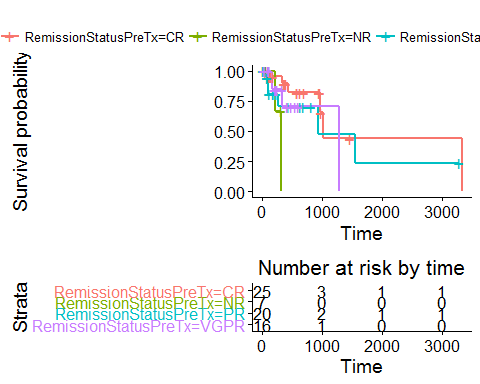 RemissionStatusPreTx=CR RemissionStatusPreTx=NR RemissionSta
Survival probability
1.00
0.75
0.50
0.25
0.00
0 1000 2000 3000
Time
Number at risk by time
Strata
RemissionStatusPreTx=CR 25 3 1 1
RemissionStatusPreTx=NR 7 0 0 0
RemissionStatusPreTx=PR 20 2 1 1
RemissionStatusPreTx=VGPR 16 1 0 0
0 1000 2000 3000
Time